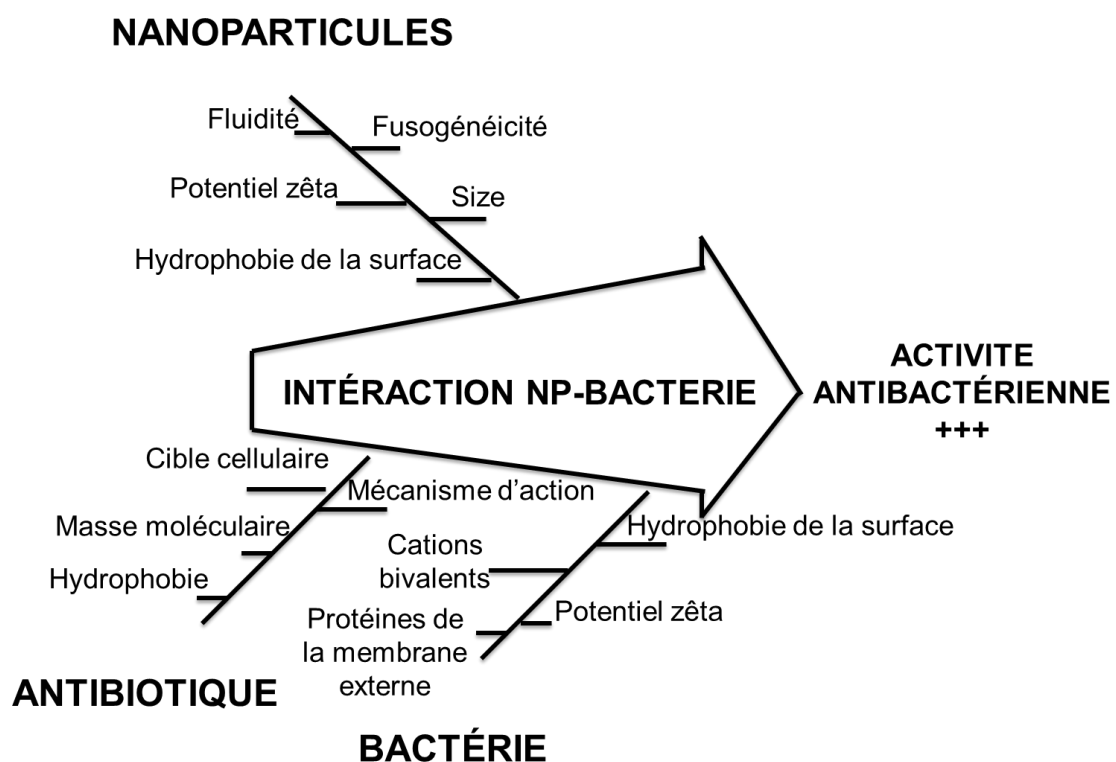 NANOPARTICULES
Fluidité
Fusogénéicité
Potentiel zêta
Size
Hydrophobie de la surface
INTÉRACTION NP-BACTERIE
ACTIVITE
ANTIBACTÉRIENNE
+++
Cible cellulaire
Mécanisme d’action
Masse moléculaire
Hydrophobie
Hydrophobie de la surface
Cations
bivalents
Potentiel zêta
Protéines de
la membrane
externe
ANTIBIOTIQUE
BACTÉRIE